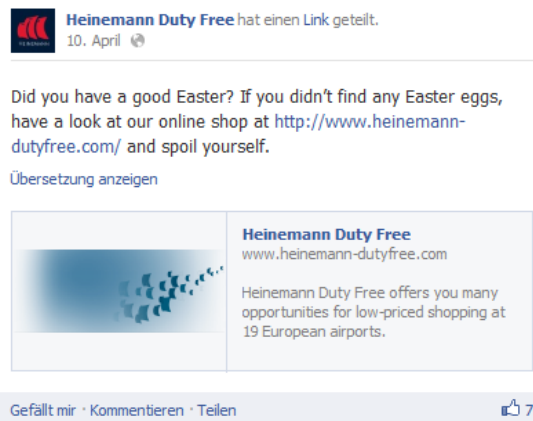 Heinemann Duty Free hat einen Link geteilt.
10. April
Did you have a good Easter? If you didn't find any Easter eggs,
have a look at our online shop at http://www.heinemann-
dutyfree.com/ and spoil yourself.
Übersetzung anzeigen
Heinemann Duty Free
www.heinemann-dutyfree.com
Heinemann Duty Free offers you many
opportunities for low-priced shopping at
19 European airports.
Gefällt mir · Kommentieren · Teilen
7